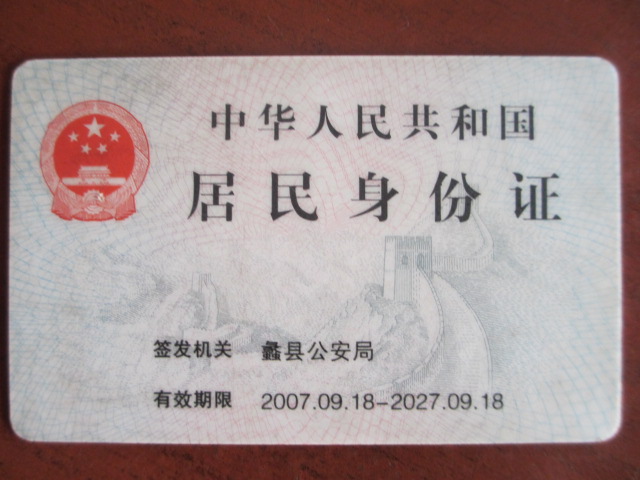 中华人民共和国
居民身份证
签发机关 蠡县公安局
有效期限 2007.09.18-2027.09.18